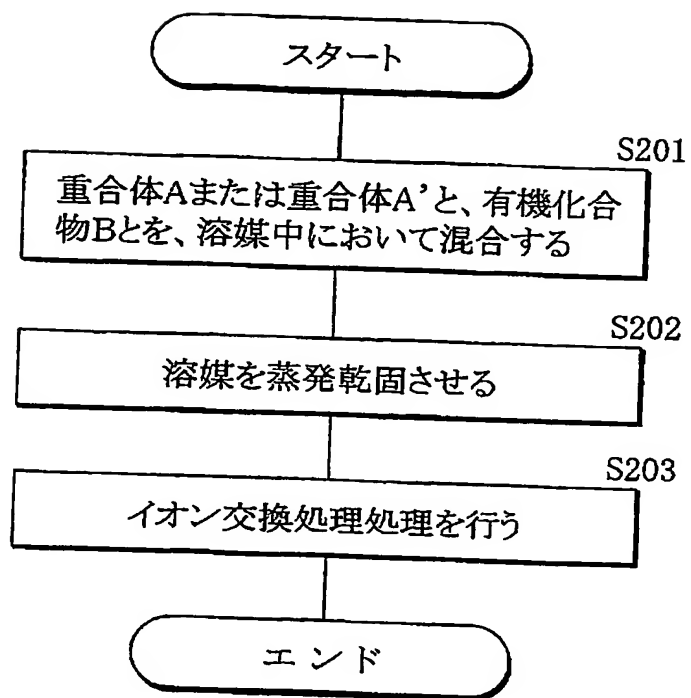 スタート
S201
重合体Aまたは重合体A’と、有機化合
物Bとを、溶媒中において混合する
S202
溶媒を蒸発乾固させる
S203
イオン交換処理処理を行う
エンド